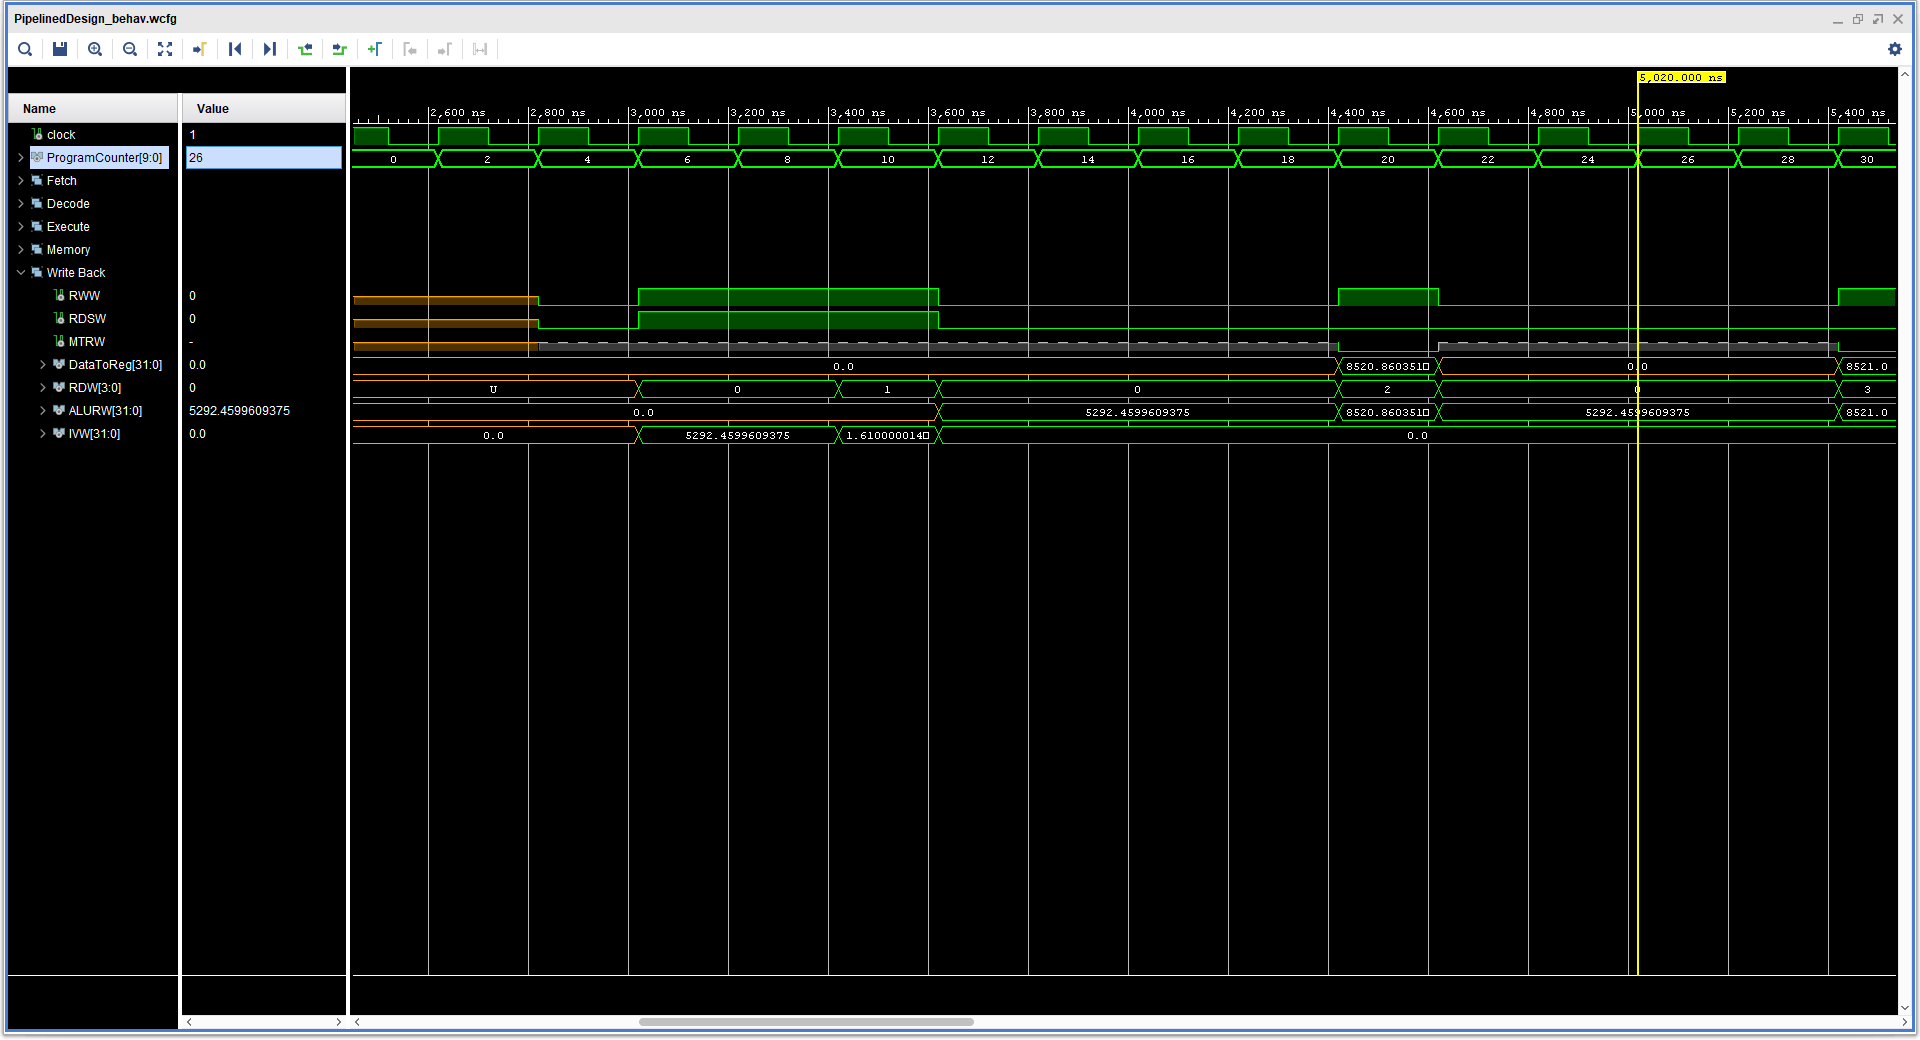 PipelinedDesign_behav.wcfg
5,020.000 ns
Name Value
2,600 ns 2,800 ns 3,000 ns 3,200 ns 3,400 ns 3,600 ns 3,800 ns 4,000 ns 4,200 ns 4,400 ns 4,600 ns 4,800 ns 5,000 ns 5,200 ns 5,400 ns
clock 1
ProgramCounter[9:0] 26 0 2 4 6 8 10 12 14 16 18 20 22 24 26 28 30
Fetch
Decode
Execute
Memory
Write Back
RWW 0
RDSW 0
MTRW -
DataToReg[31:0] 0.0 0.0 8520.860351□ 0.0 8521.0
RDW[3:0] 0 U 0 1 0 2 0 3
ALURW[31:0] 5292.4599609375 0.0 5292.4599609375 8520.860351□ 5292.4599609375 8521.0
IVW[31:0] 0.0 0.0 5292.4599609375 1.610000014□ 0.0